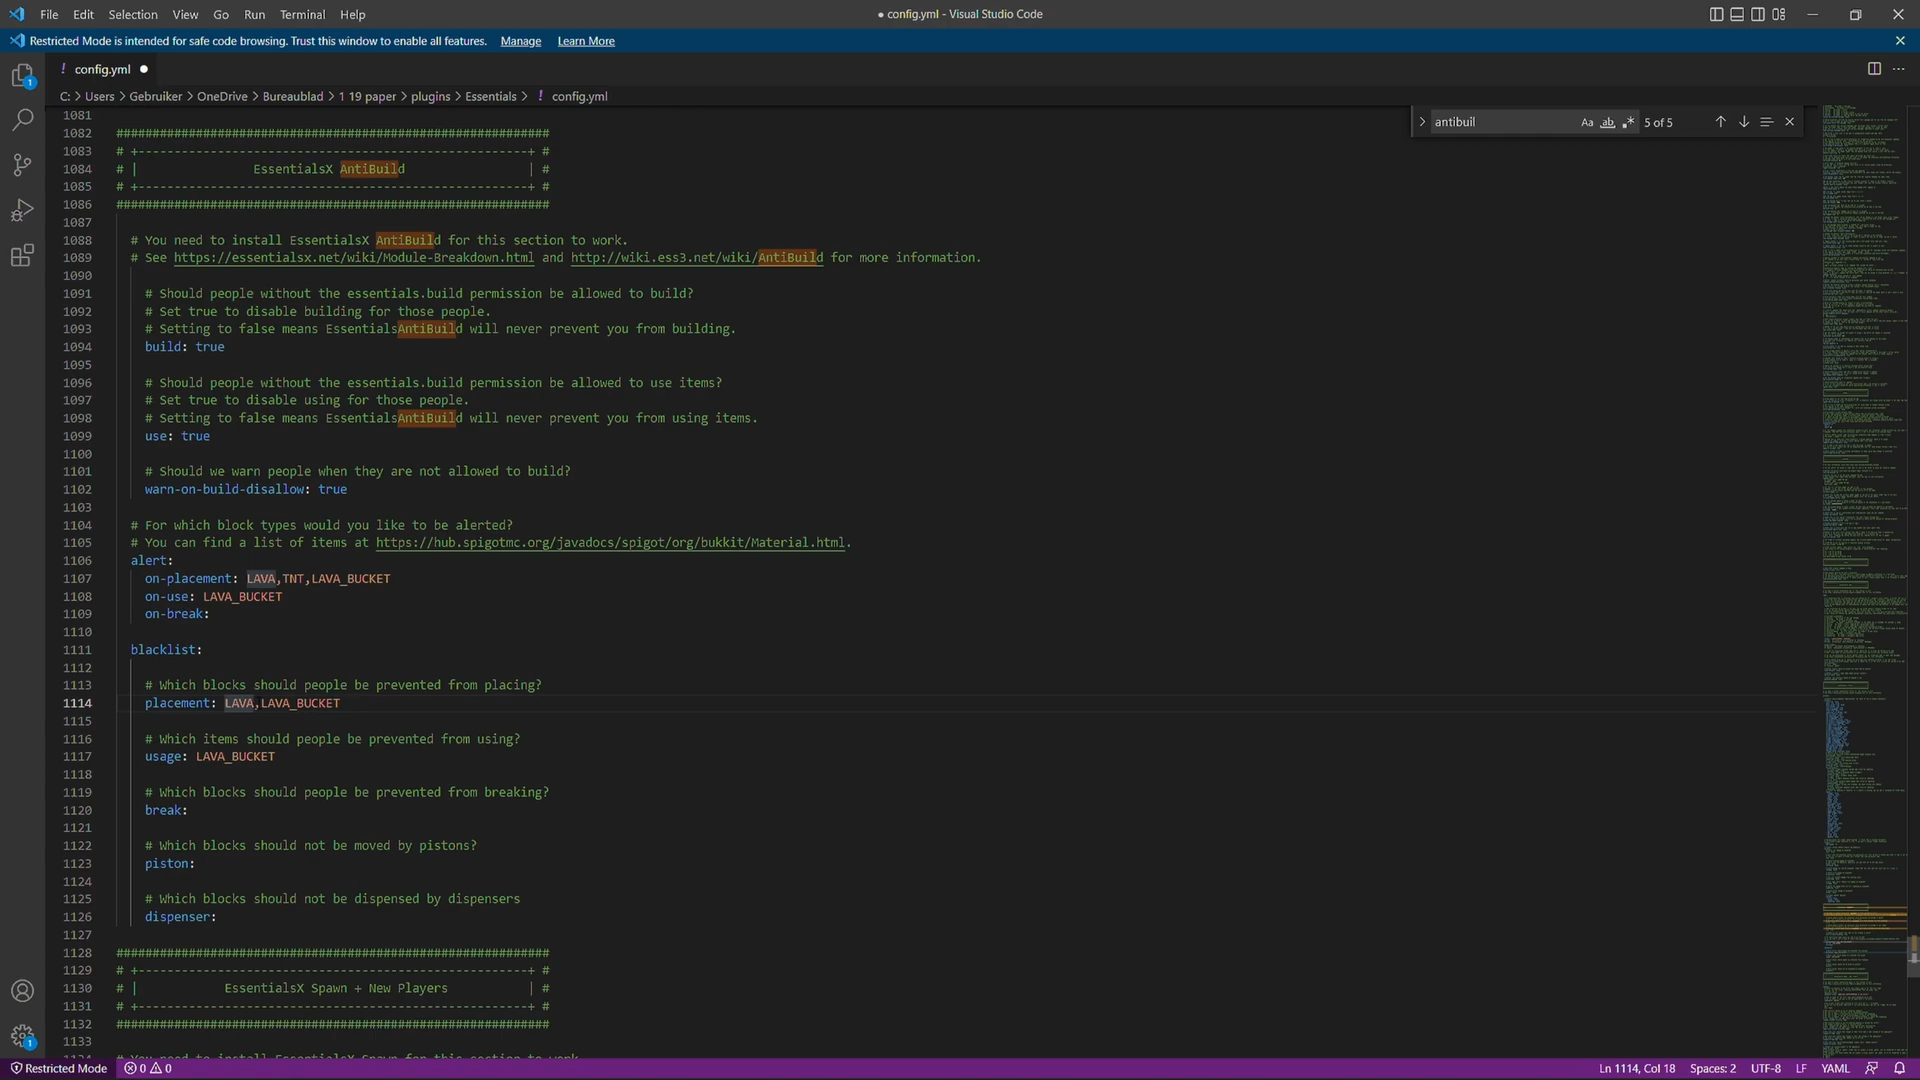 File Edit Selection View Go Run Terminal Help
● config.yml - Visual Studio Code
Restricted Mode is intended for safe code browsing. Trust this window to enable all features. Manage Learn More
! config.yml ●
C: > Users > Gebruiker > OneDrive > Bureaublad > 1 19 paper > plugins > Essentials > ! config.yml
antibuil Aa ab .* 5 of 5
1081
1082 ############################################################
1083 # +------------------------------------------------------+ #
1084 # | EssentialsX AntiBuild | #
1085 # +------------------------------------------------------+ #
1086 ############################################################
1087
1088 # You need to install EssentialsX AntiBuild for this section to work.
1089 # See https://essentialsx.net/wiki/Module-Breakdown.html and http://wiki.ess3.net/wiki/AntiBuild for more information.
1090
1091 # Should people without the essentials.build permission be allowed to build?
1092 # Set true to disable building for those people.
1093 # Setting to false means EssentialsAntiBuild will never prevent you from building.
1094 build: true
1095
1096 # Should people without the essentials.build permission be allowed to use items?
1097 # Set true to disable using for those people.
1098 # Setting to false means EssentialsAntiBuild will never prevent you from using items.
1099 use: true
1100
1101 # Should we warn people when they are not allowed to build?
1102 warn-on-build-disallow: true
1103
1104 # For which block types would you like to be alerted?
1105 # You can find a list of items at https://hub.spigotmc.org/javadocs/spigot/org/bukkit/Material.html.
1106 alert:
1107 on-placement: LAVA,TNT,LAVA_BUCKET
1108 on-use: LAVA_BUCKET
1109 on-break:
1110
1111 blacklist:
1112
1113 # Which blocks should people be prevented from placing?
1114 placement: LAVA,LAVA_BUCKET
1115
1116 # Which items should people be prevented from using?
1117 usage: LAVA_BUCKET
1118
1119 # Which blocks should people be prevented from breaking?
1120 break:
1121
1122 # Which blocks should not be moved by pistons?
1123 piston:
1124
1125 # Which blocks should not be dispensed by dispensers
1126 dispenser:
1127
1128 ############################################################
1129 # +------------------------------------------------------+ #
1130 # | EssentialsX Spawn + New Players | #
1131 # +------------------------------------------------------+ #
1132 ############################################################
1133
1134 # You need to install EssentialsX Spawn for this section to work.
Restricted Mode 0 0 Ln 1114, Col 18 Spaces: 2 UTF-8 LF YAML